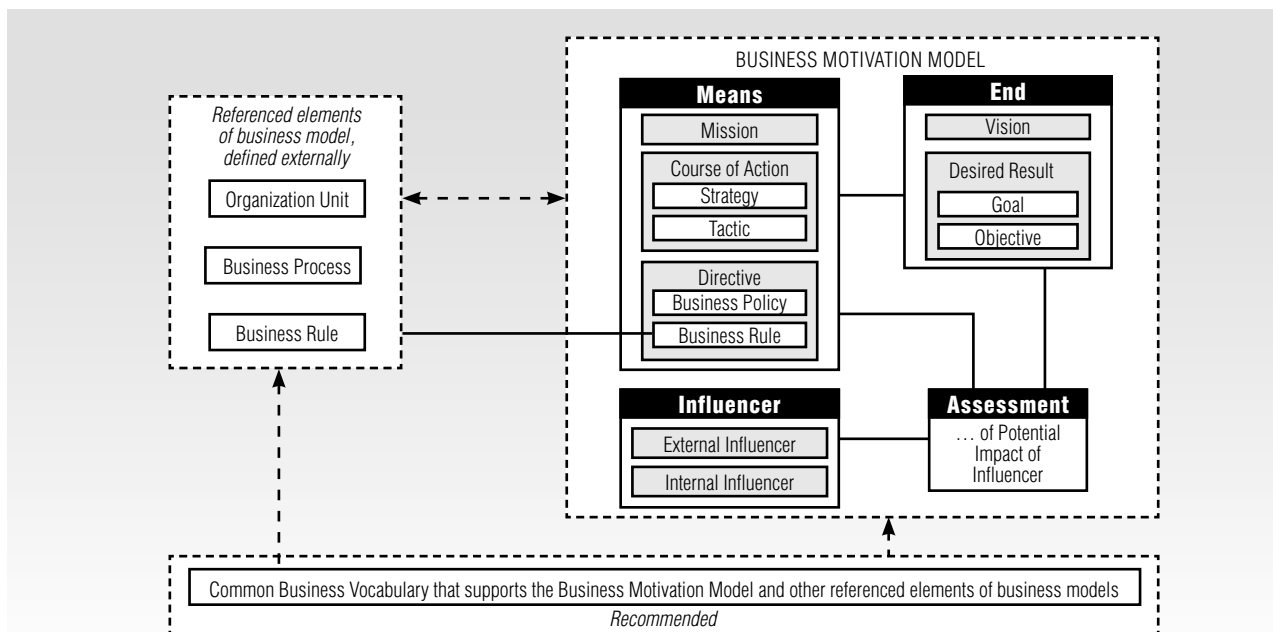 BUSINESS MOTIVATION MODEL
Referenced elements
of business model,
defined externally
Organization Unit
Business Process
Business Rule
Means
Mission
Course of Action
Strategy
Tactic
Directive
Business Policy
Business Rule
End
Vision
Desired Result
Goal
Objective
Influencer
External Influencer
Internal Influencer
Assessment
… of Potential
Impact of
Influencer
Common Business Vocabulary that supports the Business Motivation Model and other referenced elements of business models
Recommended